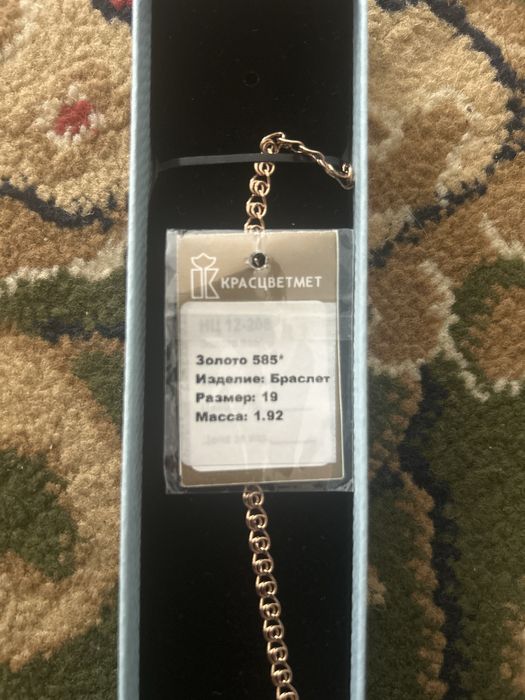 КРАСЦВЕТМЕТ
НЦ 12-208
Золото 585*
Изделие: Браслет
Размер: 19
Масса: 1.92